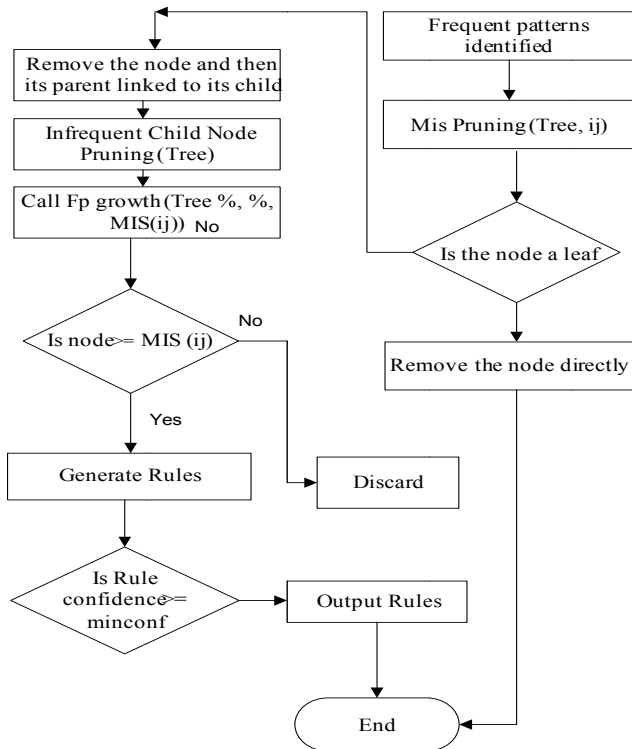 Frequent patterns
identified
Remove the node and then
its parent linked to its child
Mis Pruning (Tree, ij)
Infrequent Child Node
Pruning (Tree)
Call Fp growth (Tree %, %,
MIS(ij))
No
Is the node a leaf
Is node>= MIS (ij)
No
Remove the node directly
Yes
Generate Rules
Discard
Is Rule
confidence>=
minconf
Output Rules
End